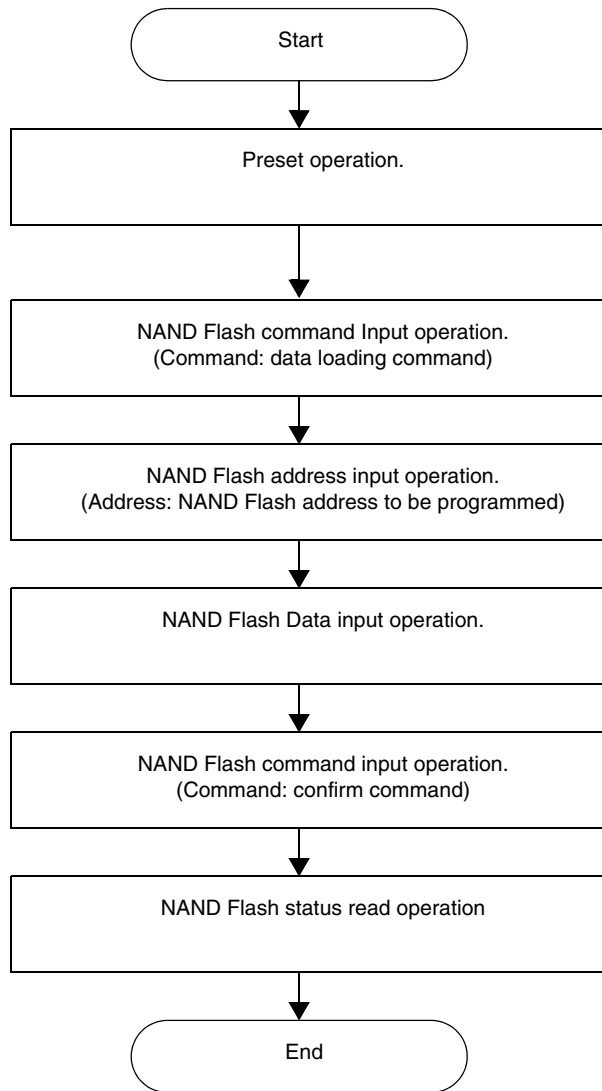 Start
Preset operation.
NAND Flash command Input operation.
(Command: data loading command)
NAND Flash address input operation.
(Address: NAND Flash address to be programmed)
NAND Flash Data input operation.
NAND Flash command input operation.
(Command: confirm command)
NAND Flash status read operation
End